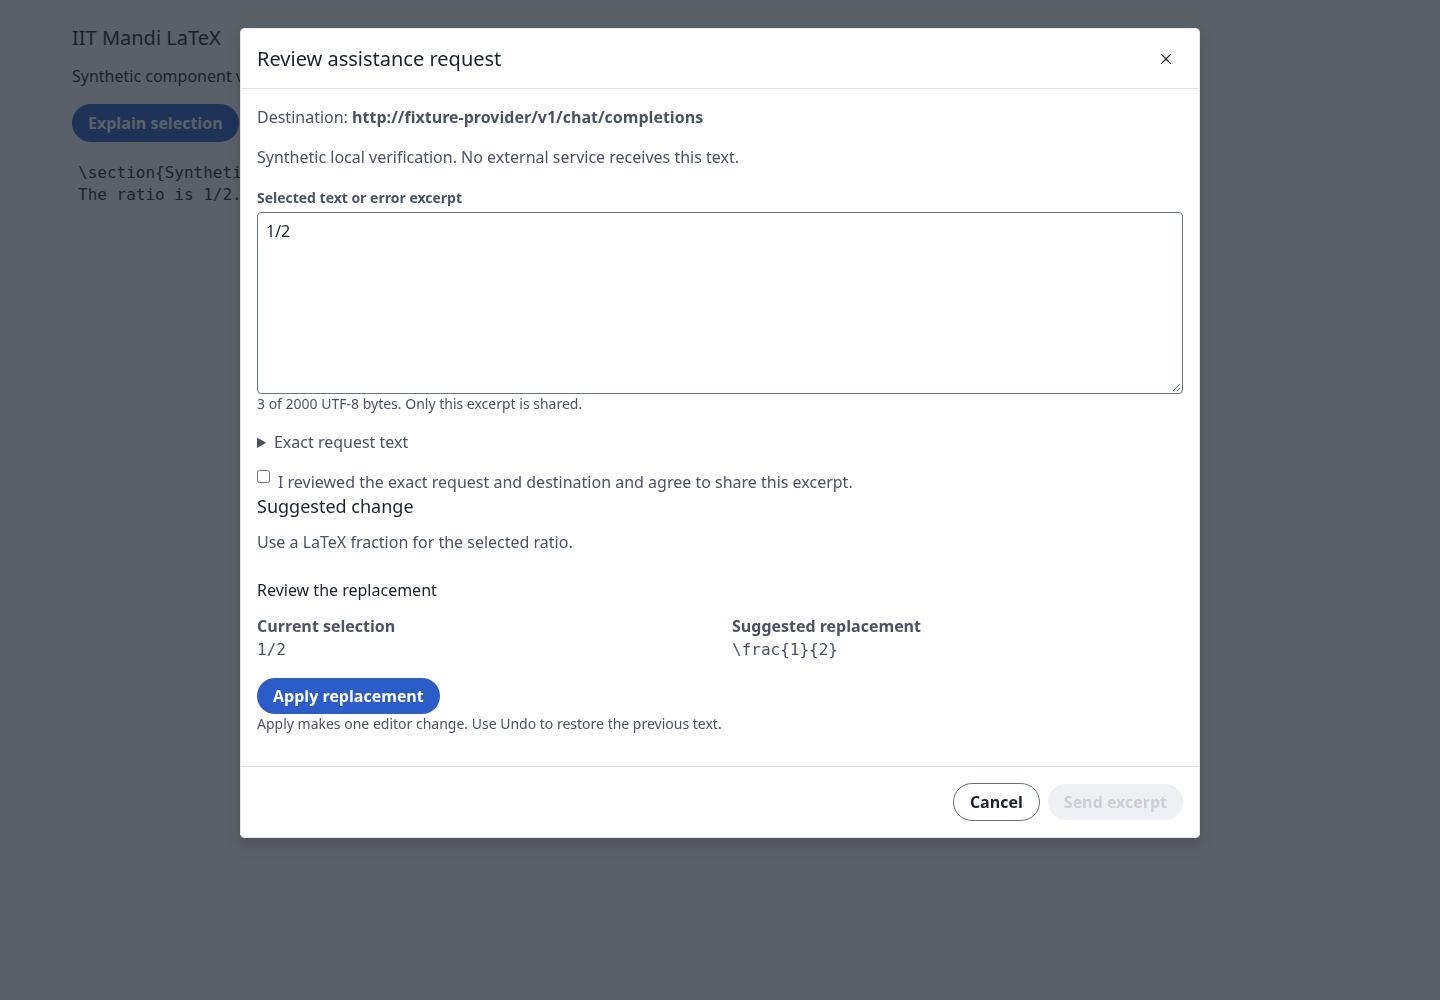 IIT Mandi LaTeX
Synthetic component v
Explain selection
\section{Syntheti
The ratio is 1/2.
Review assistance request
Destination: http://fixture-provider/v1/chat/completions
Synthetic local verification. No external service receives this text.
Selected text or error excerpt
1/2
3 of 2000 UTF-8 bytes. Only this excerpt is shared.
Exact request text
I reviewed the exact request and destination and agree to share this excerpt.
Suggested change
Use a LaTeX fraction for the selected ratio.
Review the replacement
Current selection
1/2
Suggested replacement
\frac{1}{2}
Apply replacement
Apply makes one editor change. Use Undo to restore the previous text.
Cancel
Send excerpt